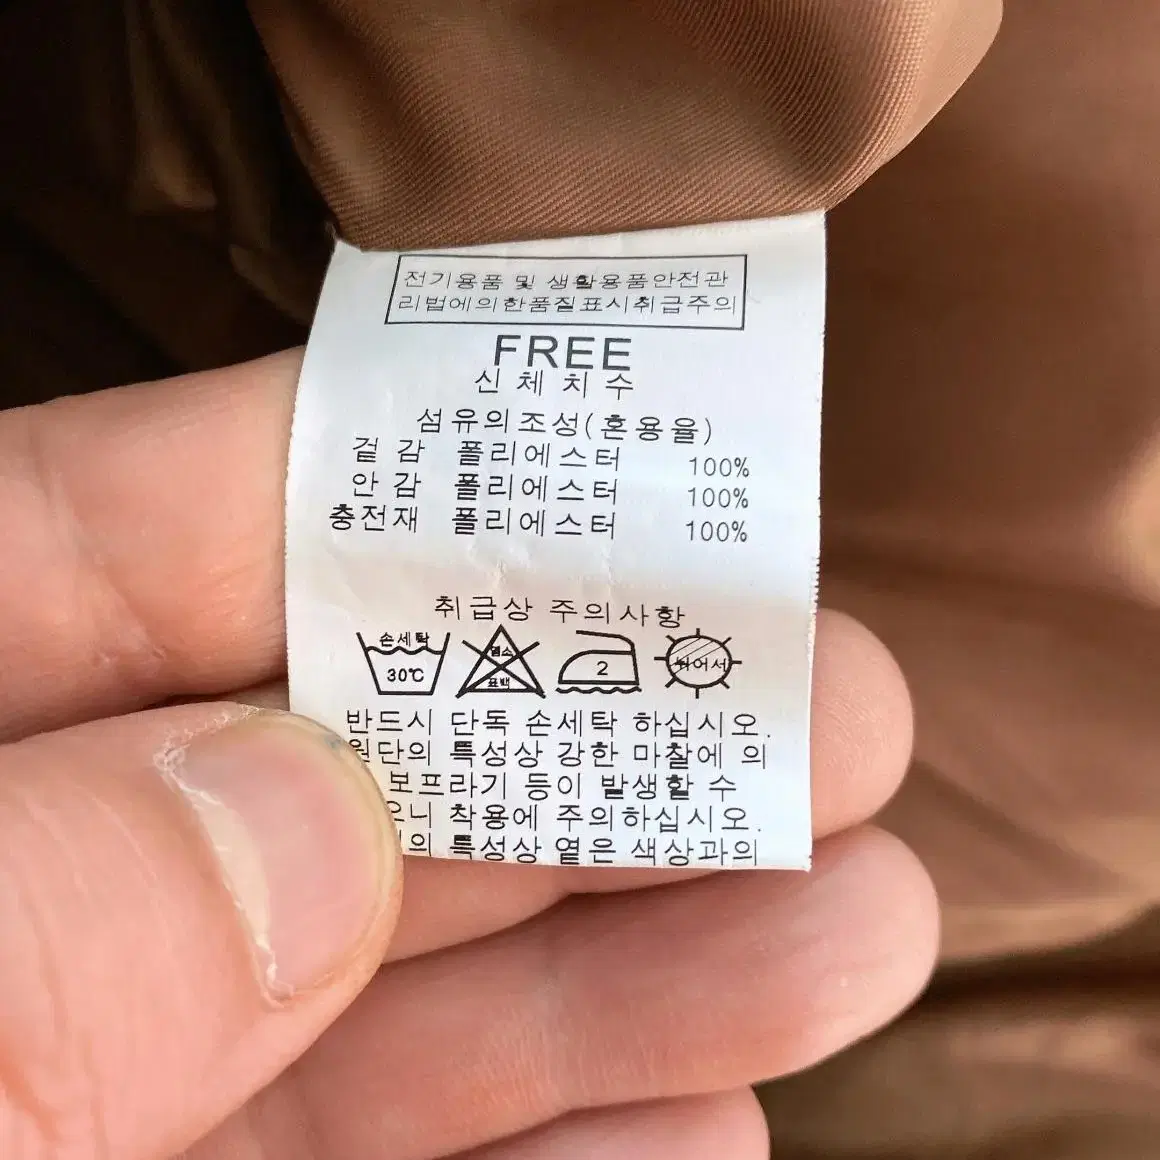 전기용품 및 생활용품안전관
리법에의한품질표시취급주의
FREE
신체치수
섬유의조성(혼용율)
겉감 폴리에스터 100%
안감 폴리에스터 100%
충전재 폴리에스터 100%
취급상 주의사항
손세탁
30℃
염소
표백
2
뉘어서
반드시 단독 손세탁 하십시오.
원단의 특성상 강한 마찰에 의
보프라기 등이 발생할 수
오니 착용에 주의하십시오.
의 특성상 옅은 색상과의